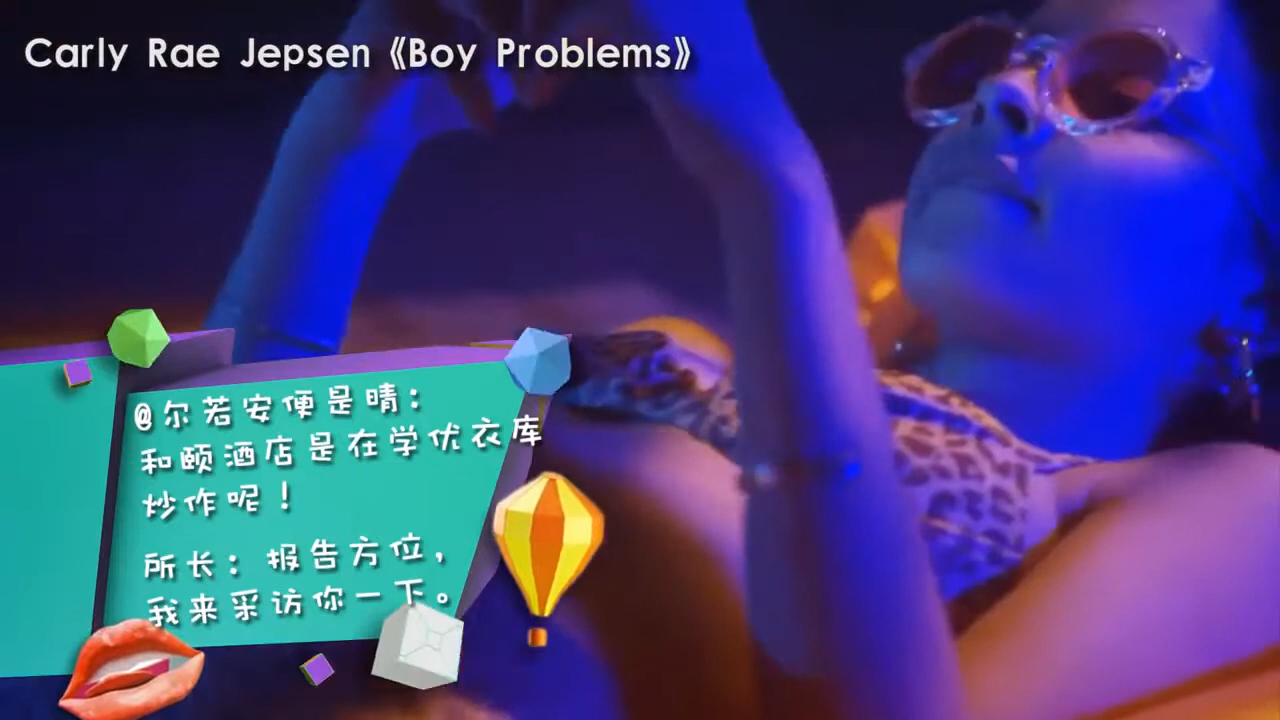 Carly Rae Jepsen《Boy Problems》
@尔若安便是晴：
和颐酒店是在学优衣库
炒作呢！
所长：报告方位，
我来采访你一下。